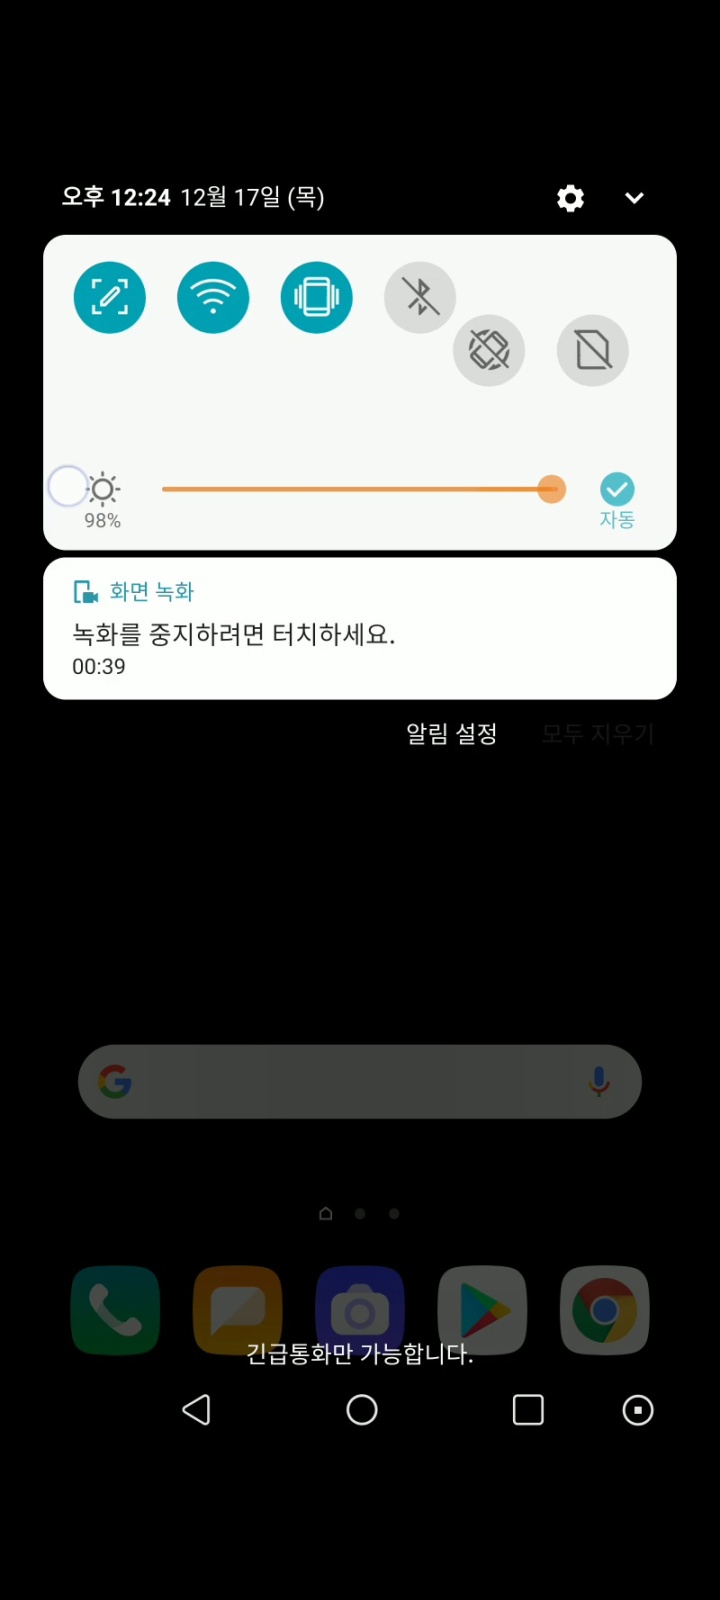 오후 12:24 12월 17일 (목)
98%
자동
화면 녹화
녹화를 중지하려면 터치하세요.
00:39
알림 설정 모두 지우기
긴급통화만 가능합니다.